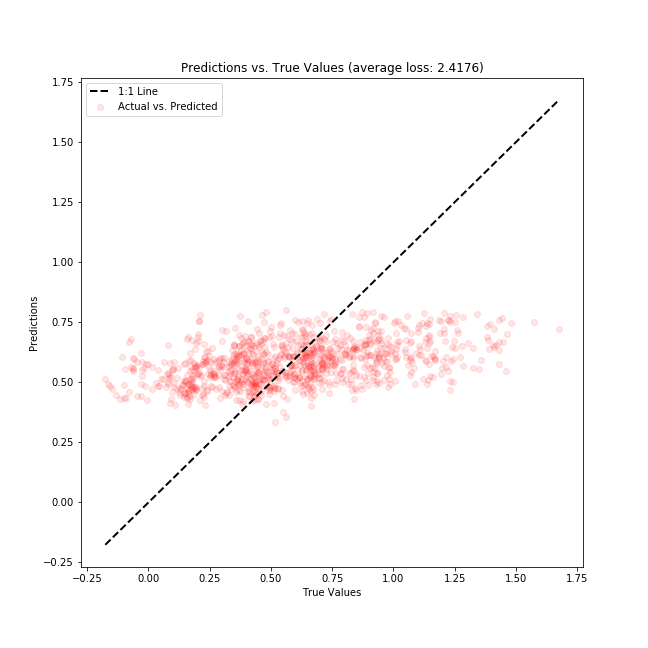 Predictions vs. True Values (average loss: 2.4176)
1.75
1:1 Line
Actual vs. Predicted
1.50
1.25
1.00
Predictions
0.75
0.50
0.25
0.00
−0.25
−0.25 0.00 0.25 0.50 0.75 1.00 1.25 1.50 1.75
True Values